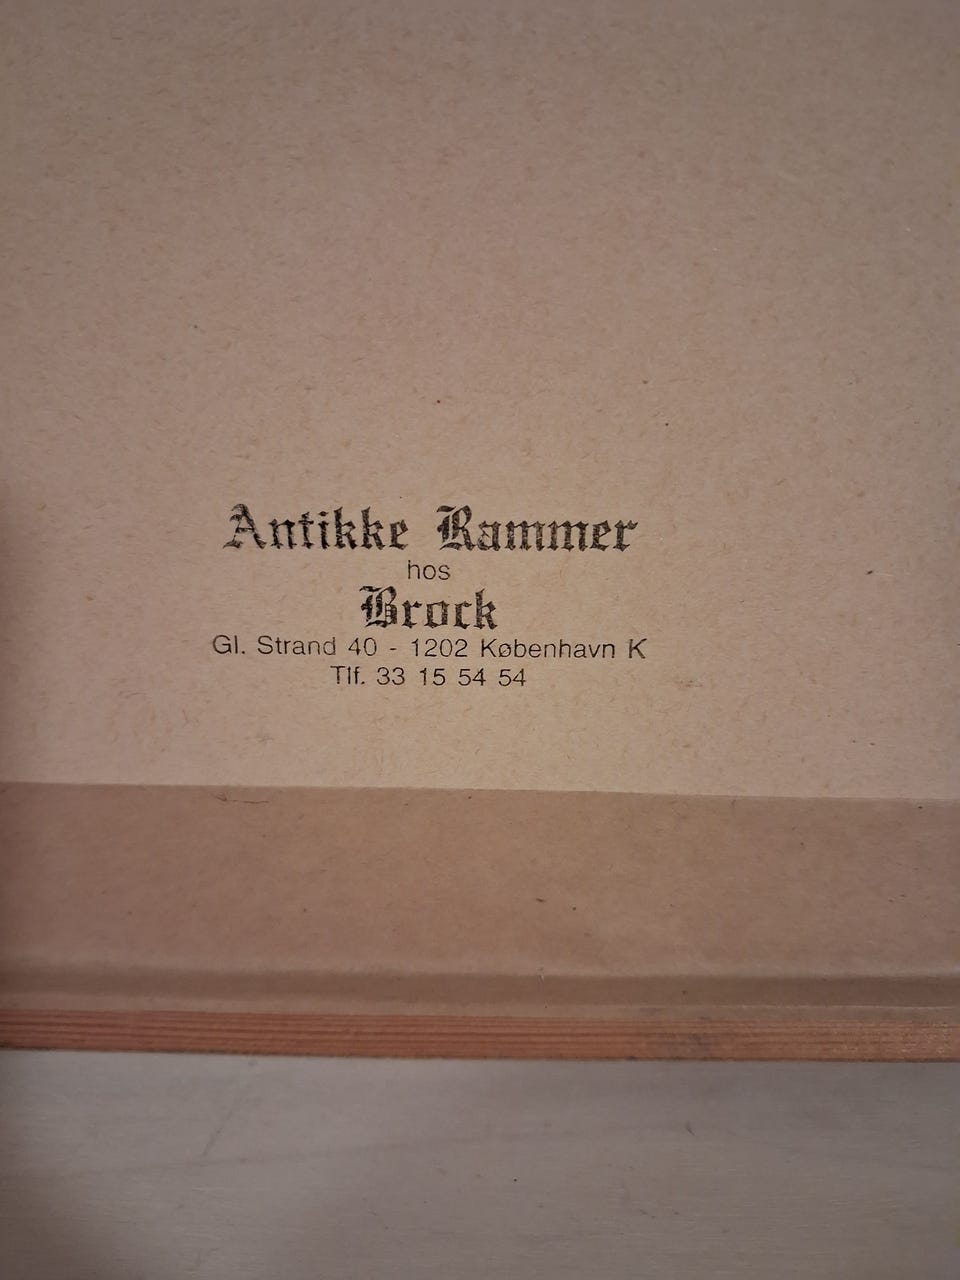 Antikke Rammer
hos
Brock
Gl. Strand 40 - 1202 København K
Tlf. 33 15 54 54